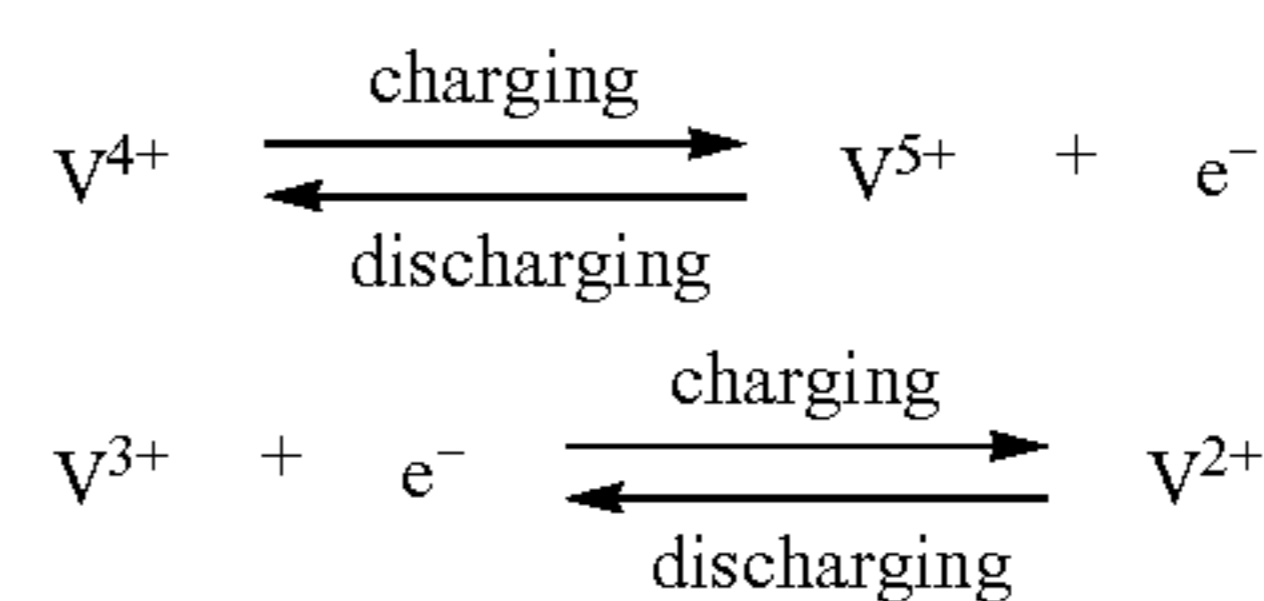 charging
V⁴⁺ V⁵⁺ + e⁻
discharging
charging
V³⁺ + e⁻ V²⁺
discharging